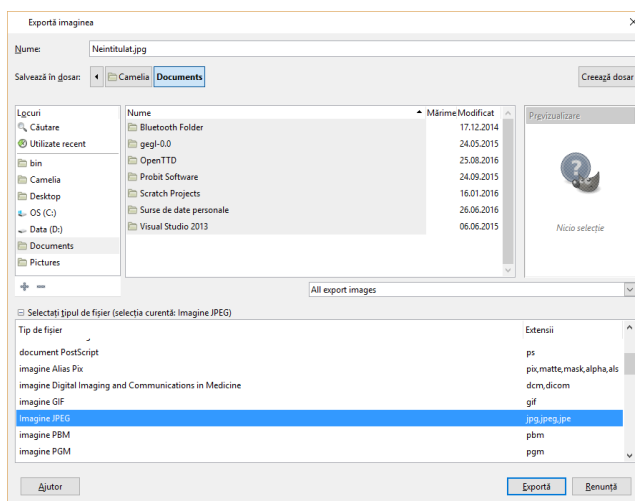 Exportă imaginea
Nume: Neintitulat.jpg
Salvează în dosar: Camelia Documents Creează dosar
Locuri Nume Mărime Modificat Previzualizare
Căutare Bluetooth Folder 17.12.2014
Utilizate recent gegl-0.0 24.05.2015
bin OpenTTD 25.08.2016
Camelia Probit Software 24.09.2015
Desktop Scratch Projects 16.01.2016
OS (C:) Surse de date personale 26.06.2016
Data (D:) Visual Studio 2013 06.06.2015 Nicio selecție
Documents
Pictures
All export images
Selectați tipul de fișier (selecția curentă: Imagine JPEG)
Tip de fișier Extensii
document PostScript ps
imagine Alias Pix pix,matte,mask,alpha,als
imagine Digital Imaging and Communications in Medicine dcm,dicom
imagine GIF gif
Imagine JPEG jpg,jpeg,jpe
imagine PBM pbm
imagine PGM pgm
Ajutor Exportă Renunță